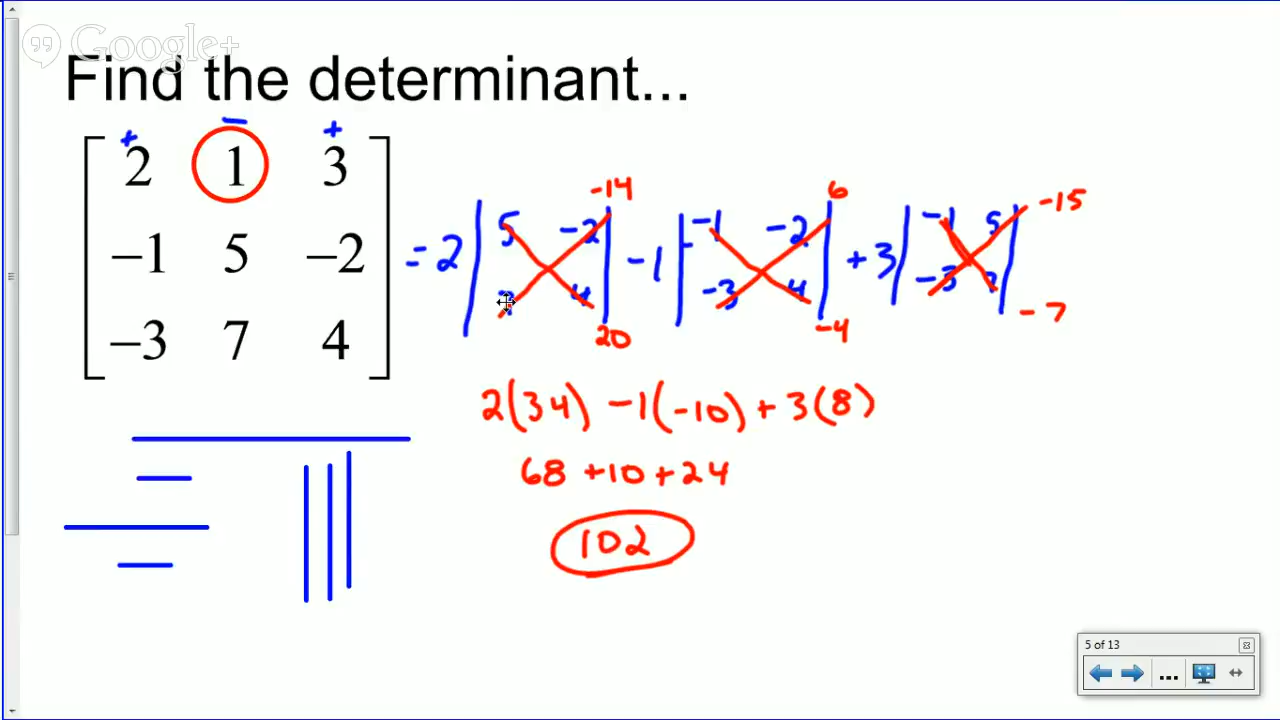 Google+
Find the determinant...
+ − +
2 1 3
−1 5 −2
−3 7 4
= 2 | 5 −2 | −1 | −1 −2 | +3 | −1 5 |
4 | −3 4 | −3
-14 6 -15
20 -4 -7
2(34) -1(-10) + 3(8)
68 +10 + 24
102
5 of 13
...